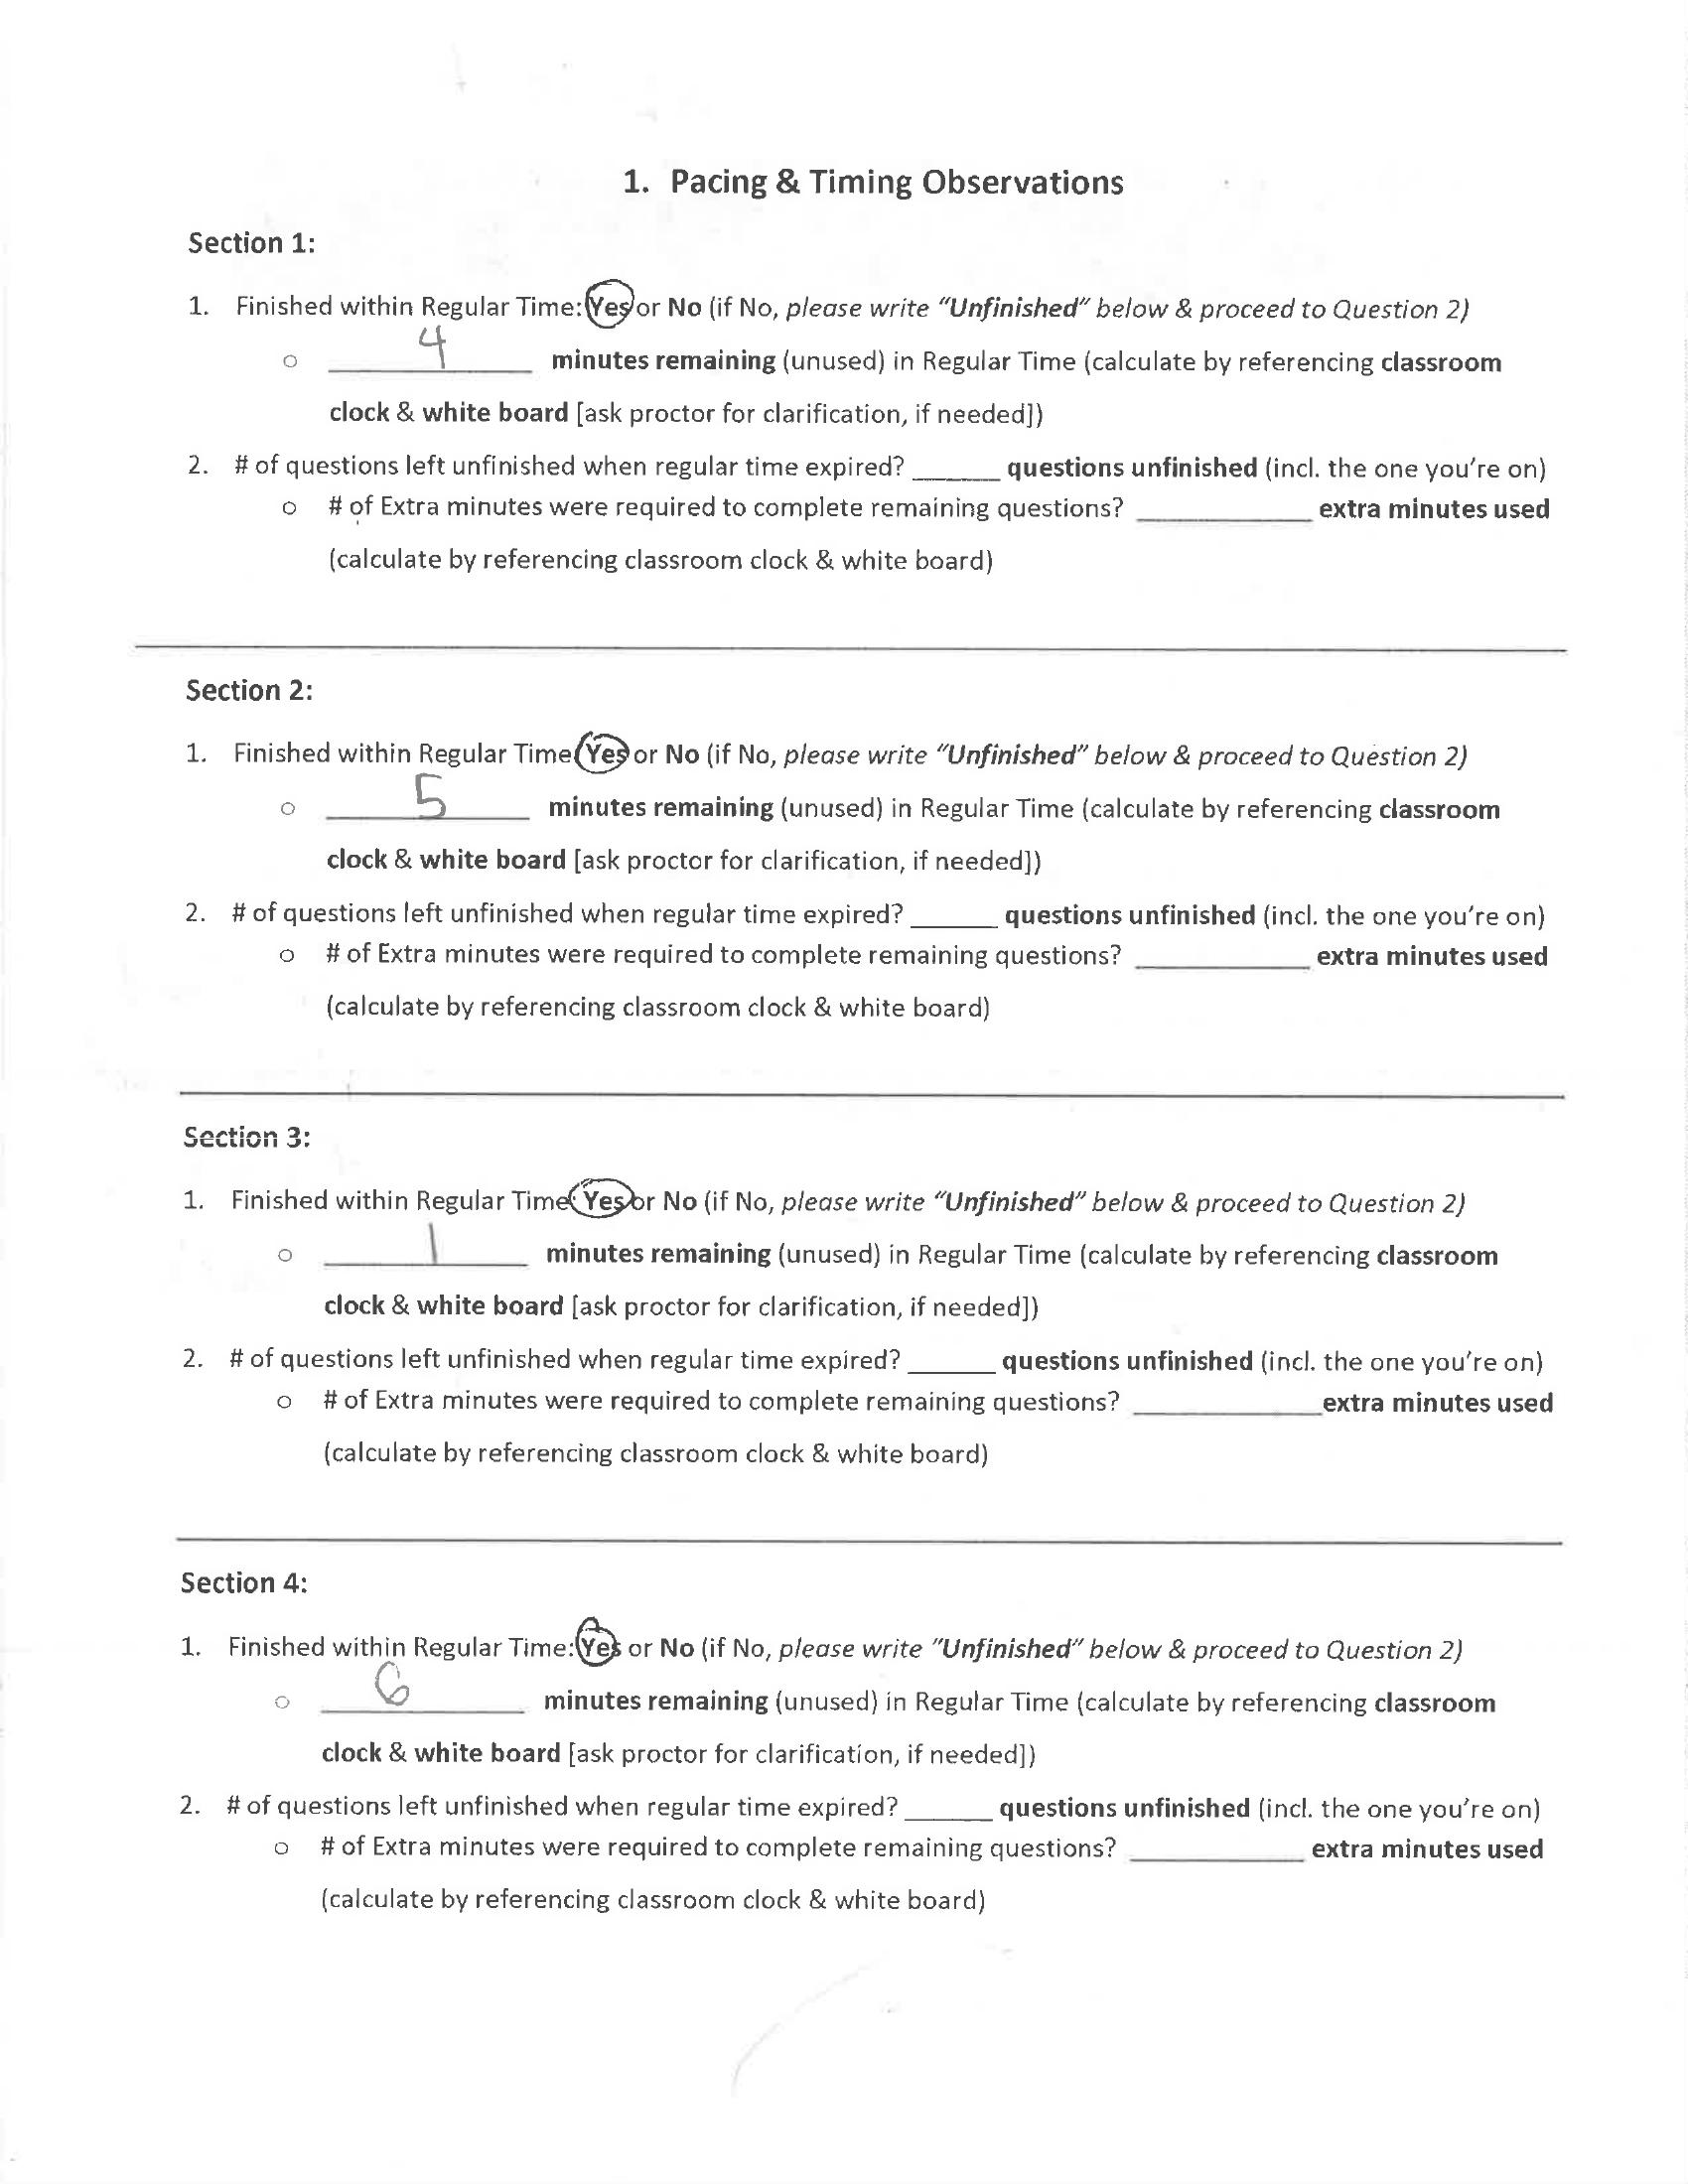 1. Pacing & Timing Observations
Section 1:
1. Finished within Regular Time: Yes or No (if No, please write "Unfinished" below & proceed to Question 2)
o 4 minutes remaining (unused) in Regular Time (calculate by referencing classroom
clock & white board [ask proctor for clarification, if needed])
2. # of questions left unfinished when regular time expired? ______ questions unfinished (incl. the one you're on)
o # of Extra minutes were required to complete remaining questions? ____________ extra minutes used
(calculate by referencing classroom clock & white board)
Section 2:
1. Finished within Regular Time: Yes or No (if No, please write "Unfinished" below & proceed to Question 2)
o 5 minutes remaining (unused) in Regular Time (calculate by referencing classroom
clock & white board [ask proctor for clarification, if needed])
2. # of questions left unfinished when regular time expired? ______ questions unfinished (incl. the one you're on)
o # of Extra minutes were required to complete remaining questions? ____________ extra minutes used
(calculate by referencing classroom clock & white board)
Section 3:
1. Finished within Regular Time: Yes or No (if No, please write "Unfinished" below & proceed to Question 2)
o 1 minutes remaining (unused) in Regular Time (calculate by referencing classroom
clock & white board [ask proctor for clarification, if needed])
2. # of questions left unfinished when regular time expired? ______ questions unfinished (incl. the one you're on)
o # of Extra minutes were required to complete remaining questions? _____________extra minutes used
(calculate by referencing classroom clock & white board)
Section 4:
1. Finished within Regular Time: Yes or No (if No, please write "Unfinished" below & proceed to Question 2)
o 6 minutes remaining (unused) in Regular Time (calculate by referencing classroom
clock & white board [ask proctor for clarification, if needed])
2. # of questions left unfinished when regular time expired? ______ questions unfinished (incl. the one you're on)
o # of Extra minutes were required to complete remaining questions? ____________ extra minutes used
(calculate by referencing classroom clock & white board)